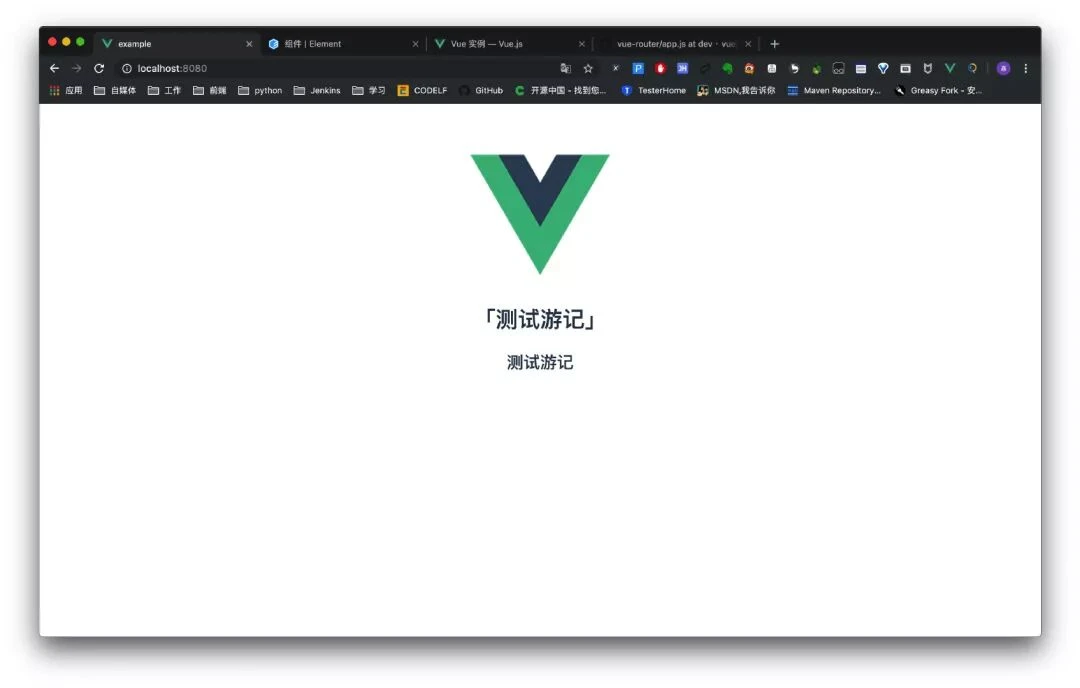 example
组件 | Element
Vue 实例 — Vue.js
vue-router/app.js at dev · vue
localhost:8080
应用 自媒体 工作 前端 python Jenkins 学习 CODELF GitHub 开源中国 - 找到您... TesterHome MSDN,我告诉你 Maven Repository... Greasy Fork - 安...
「测试游记」
测试游记